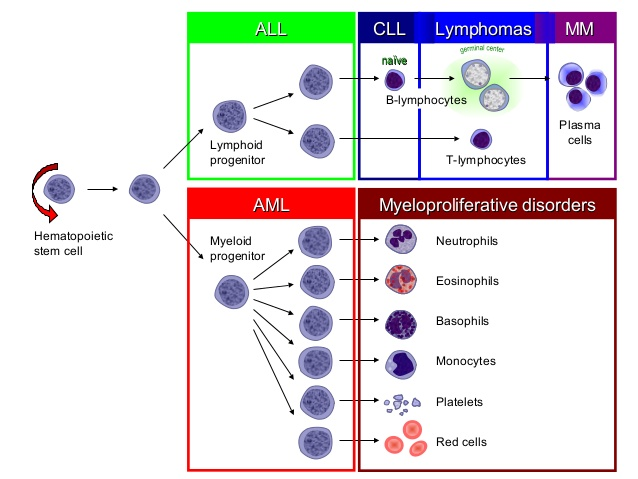 ALL
CLL
Lymphomas
MM
germinal center
naïve
B-lymphocytes
Lymphoid
progenitor
Plasma
cells
T-lymphocytes
Hematopoietic
stem cell
AML
Myeloproliferative disorders
Myeloid
progenitor
Neutrophils
Eosinophils
Basophils
Monocytes
Platelets
Red cells